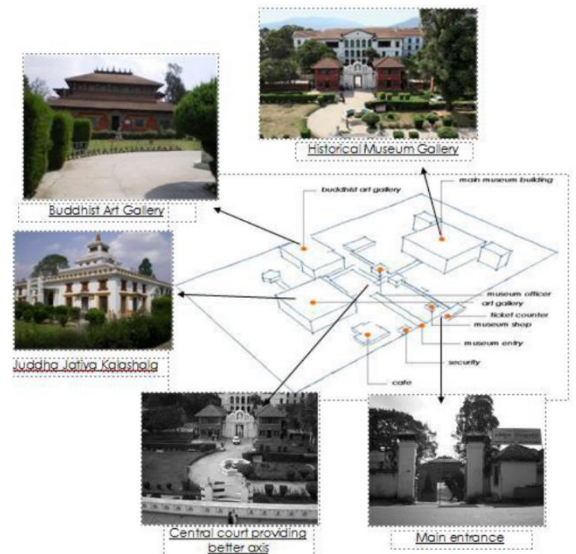 Historical Museum Gallery
Buddhist Art Gallery
buddhist art gallery
main museum building
Juddha Jatiya Kalashala
museum officer
art gallery
ticket counter
museum shop
museum entry
security
cafe
Central court providing
better axis
Main entrance